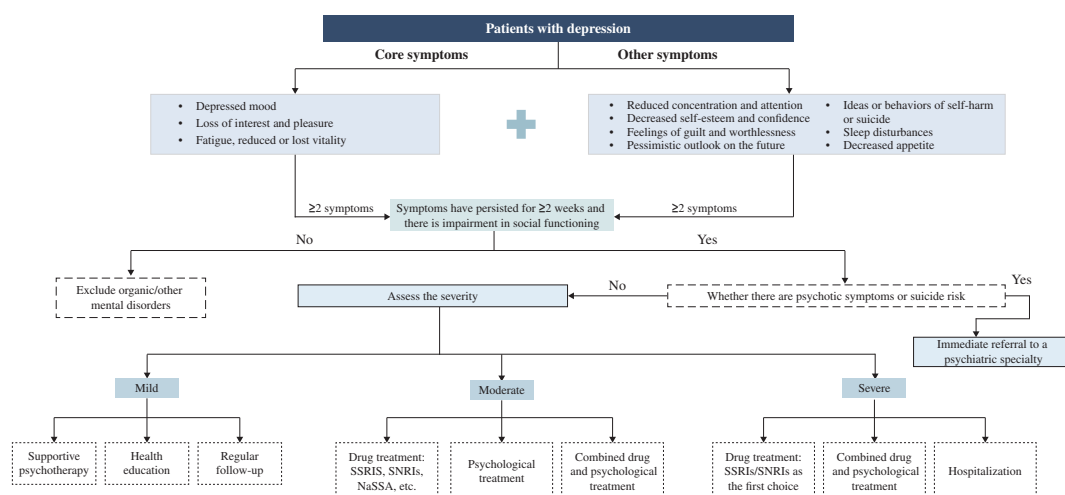 Patients with depression
Core symptoms
Other symptoms
• Depressed mood
• Loss of interest and pleasure
• Fatigue, reduced or lost vitality
• Reduced concentration and attention
• Decreased self-esteem and confidence
• Feelings of guilt and worthlessness
• Pessimistic outlook on the future
• Ideas or behaviors of self-harm
or suicide
• Sleep disturbances
• Decreased appetite
≥2 symptoms
Symptoms have persisted for ≥2 weeks and
there is impairment in social functioning
≥2 symptoms
No
Yes
Exclude organic/other
mental disorders
Assess the severity
No
Whether there are psychotic symptoms or suicide risk
Yes
Immediate referral to a
psychiatric specialty
Mild
Moderate
Severe
Supportive
psychotherapy
Health
education
Regular
follow-up
Drug treatment:
SSRIS, SNRIs,
NaSSA, etc.
Psychological
treatment
Combined drug
and psychological
treatment
Drug treatment:
SSRIs/SNRIs as
the first choice
Combined drug
and psychological
treatment
Hospitalization